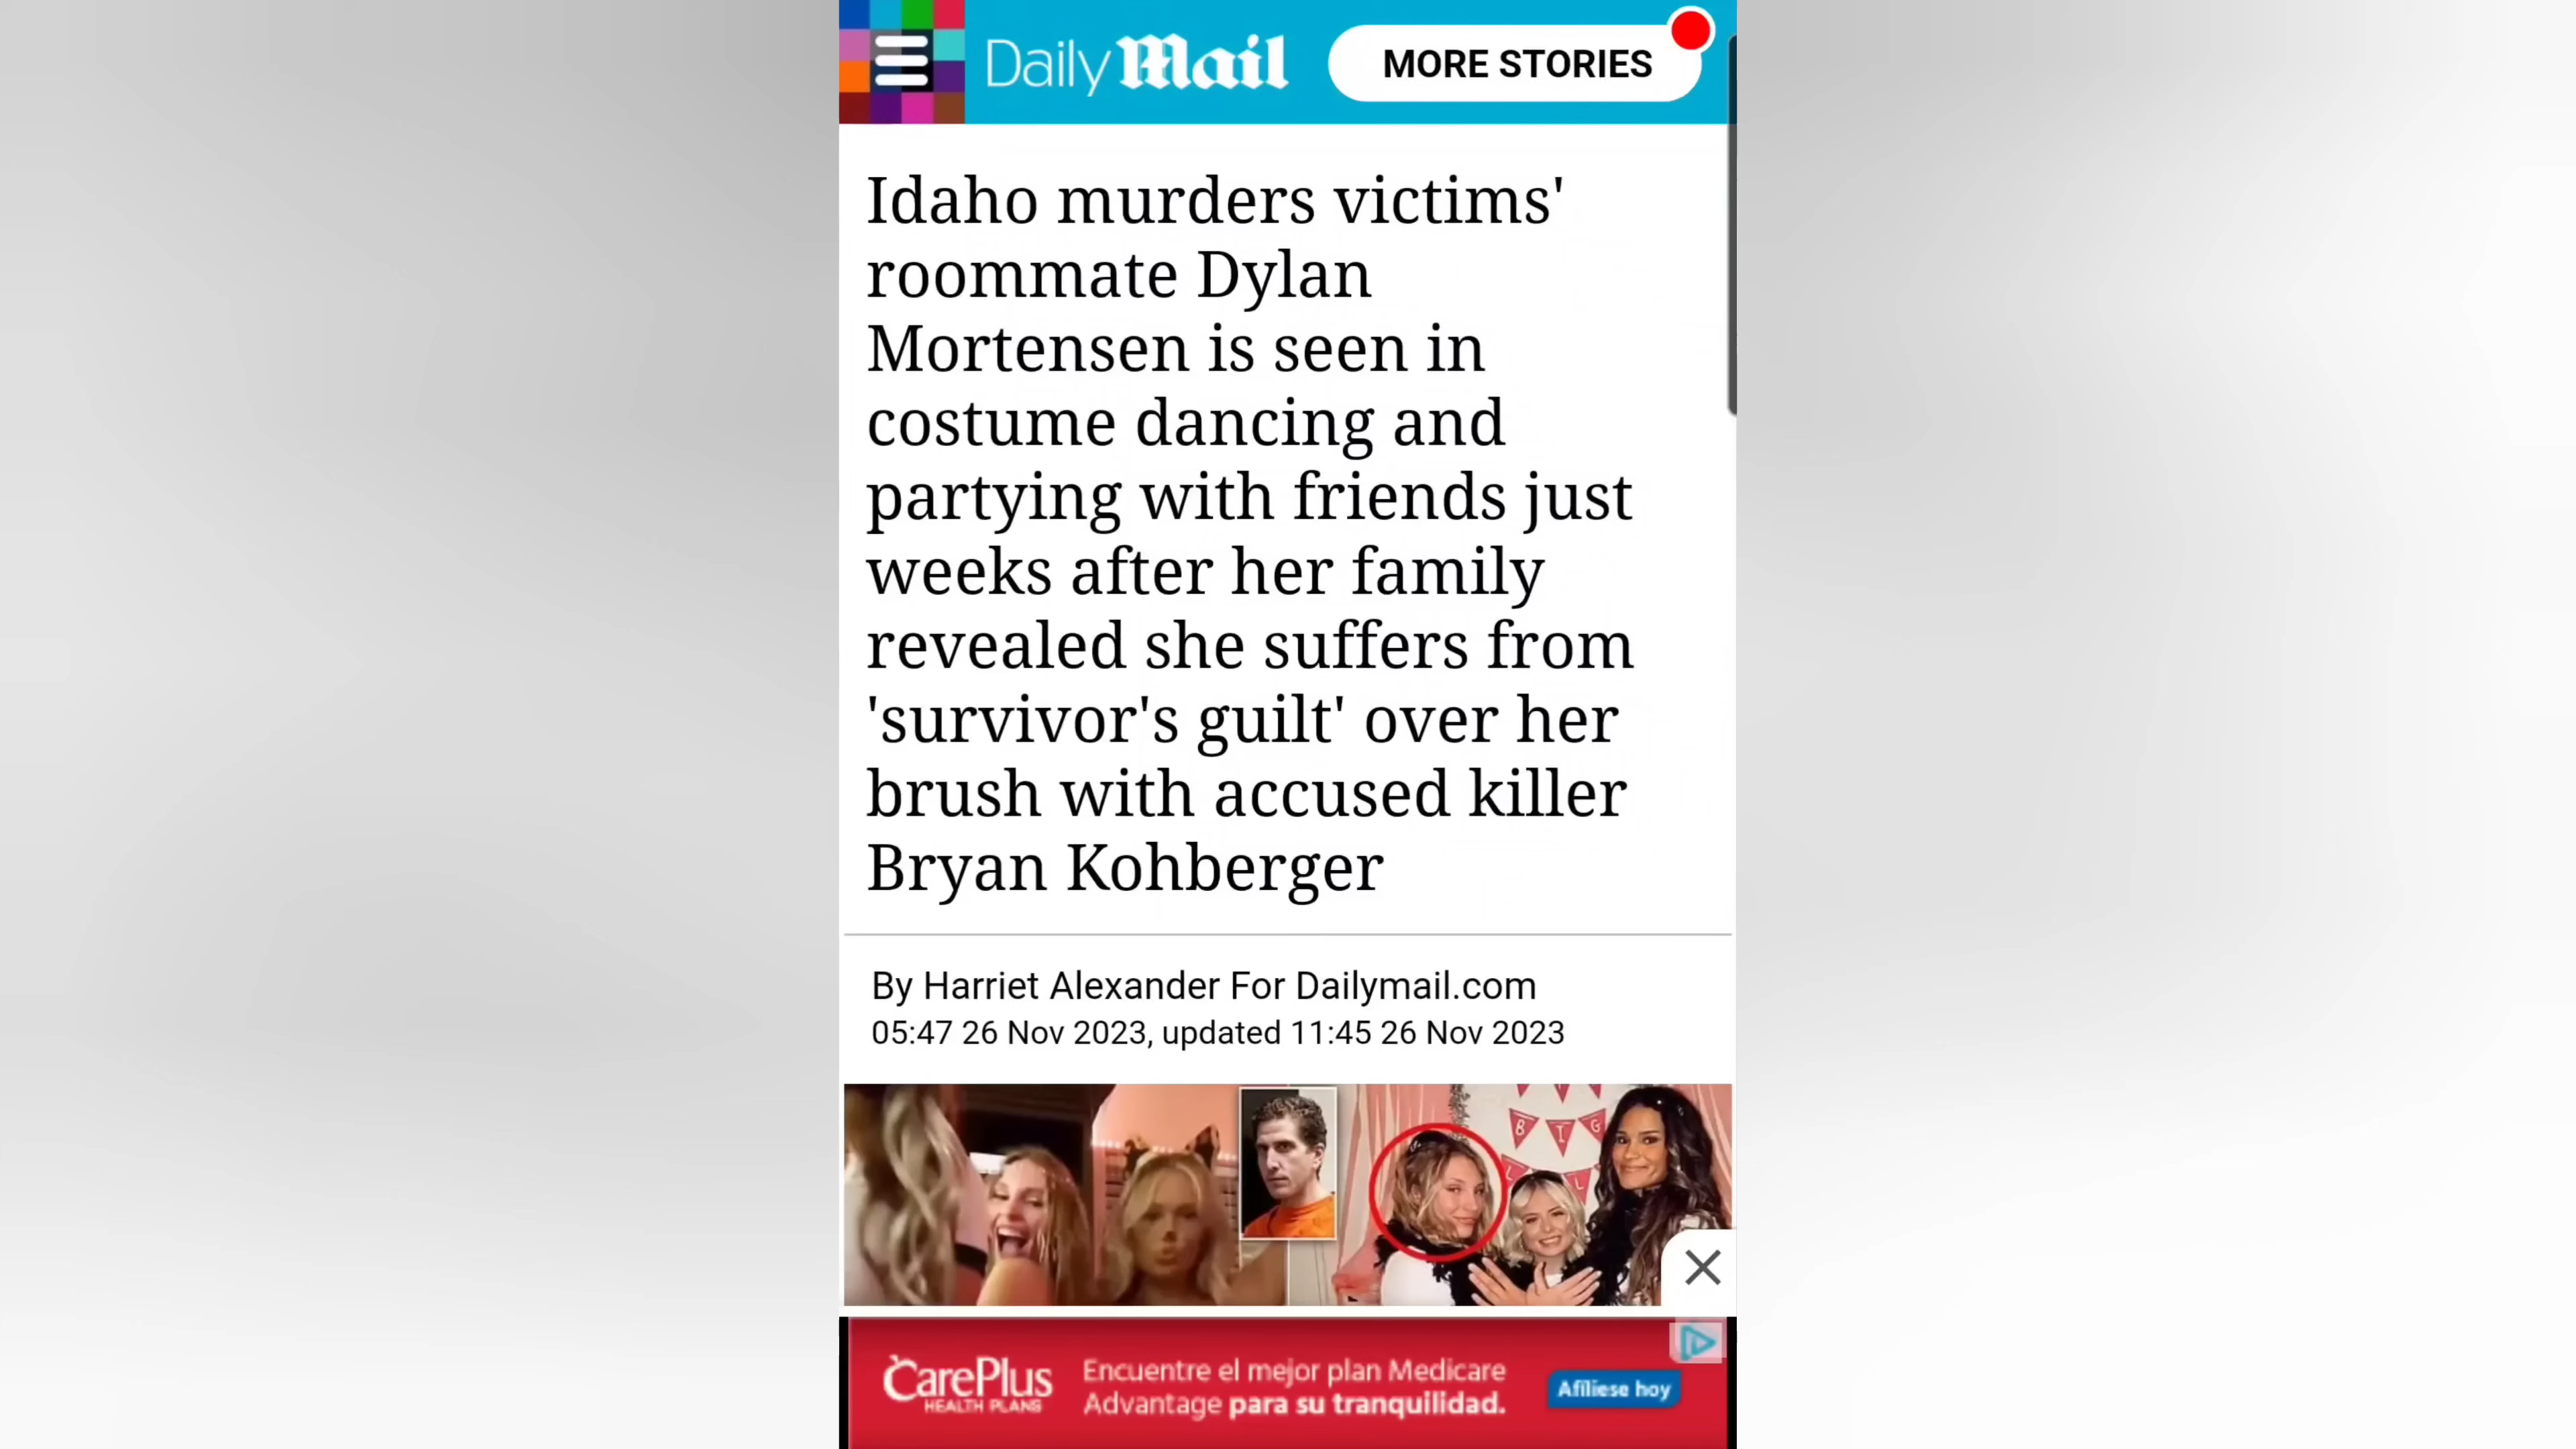 Daily Mail
MORE STORIES
Idaho murders victims'
roommate Dylan
Mortensen is seen in
costume dancing and
partying with friends just
weeks after her family
revealed she suffers from
'survivor's guilt' over her
brush with accused killer
Bryan Kohberger
By Harriet Alexander For Dailymail.com
05:47 26 Nov 2023, updated 11:45 26 Nov 2023
BIG
L
CarePlus
HEALTH PLANS
Encuentre el mejor plan Medicare
Advantage para su tranquilidad.
Afíliese hoy